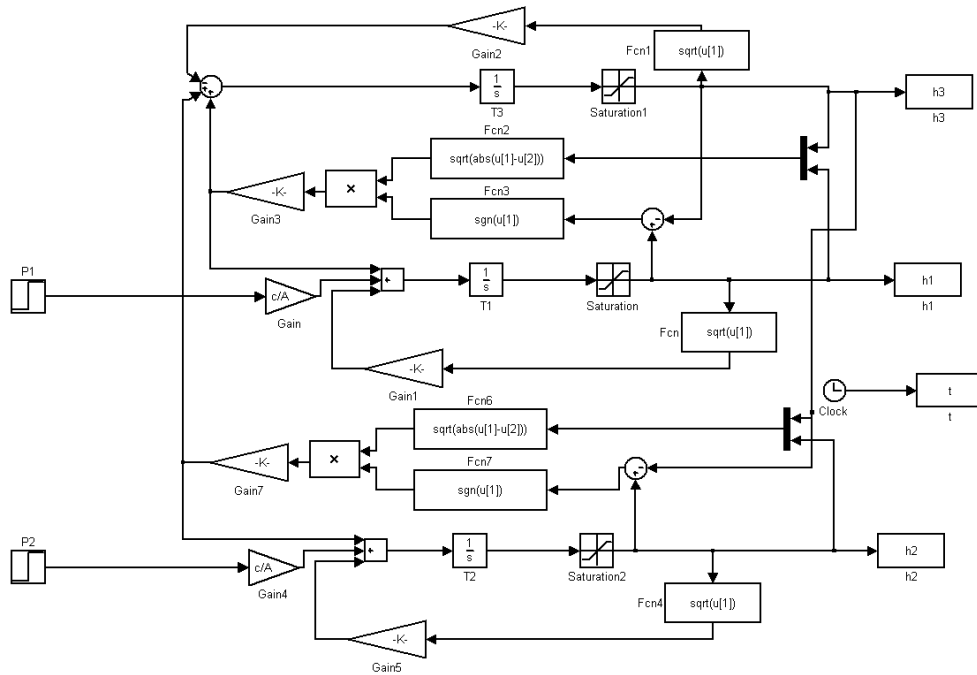 -K-
Gain2
Fcn1
sqrt(u[1])
1
s
T3
Saturation1
h3
h3
Fcn2
sqrt(abs(u[1]-u[2]))
Fcn3
sgn(u[1])
×
-K-
Gain3
P1
c/A
Gain
1
s
T1
Saturation
h1
h1
Fcn
sqrt(u[1])
-K-
Gain1
Clock
t
t
Fcn6
sqrt(abs(u[1]-u[2]))
Fcn7
sgn(u[1])
×
-K-
Gain7
P2
c/A
Gain4
1
s
T2
Saturation2
h2
h2
Fcn4
sqrt(u[1])
-K-
Gain5